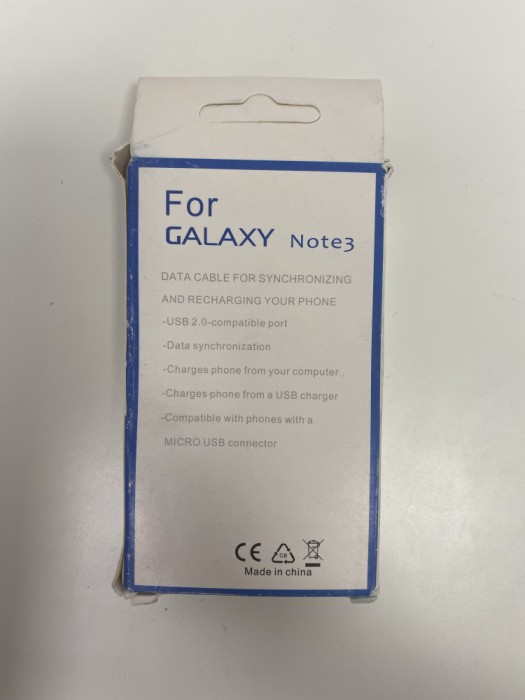 For
GALAXY Note3
DATA CABLE FOR SYNCHRONIZING
AND RECHARGING YOUR PHONE
-USB 2.0-compatible port
-Data synchronization
-Charges phone from your computer
-Charges phone from a USB charger
-Compatible with phones with a
MICRO USB connector
CE CN
Made in china